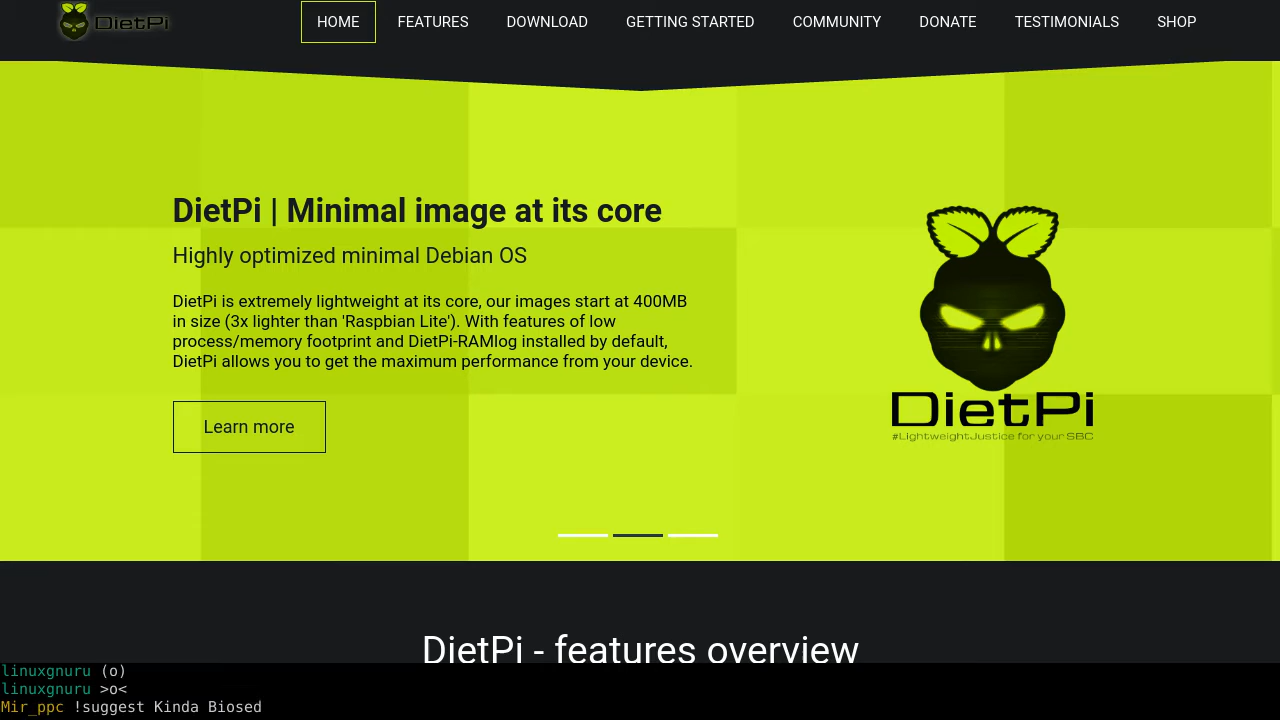 DietPi
HOME FEATURES DOWNLOAD GETTING STARTED COMMUNITY DONATE TESTIMONIALS SHOP
DietPi | Minimal image at its core
Highly optimized minimal Debian OS
DietPi is extremely lightweight at its core, our images start at 400MB
in size (3x lighter than 'Raspbian Lite'). With features of low
process/memory footprint and DietPi-RAMlog installed by default,
DietPi allows you to get the maximum performance from your device.
Learn more
DietPi
#LightweightJustice for your SBC
DietPi - features overview
linuxgnuru (o)
linuxgnuru >o<
Mir_ppc !suggest Kinda Biosed